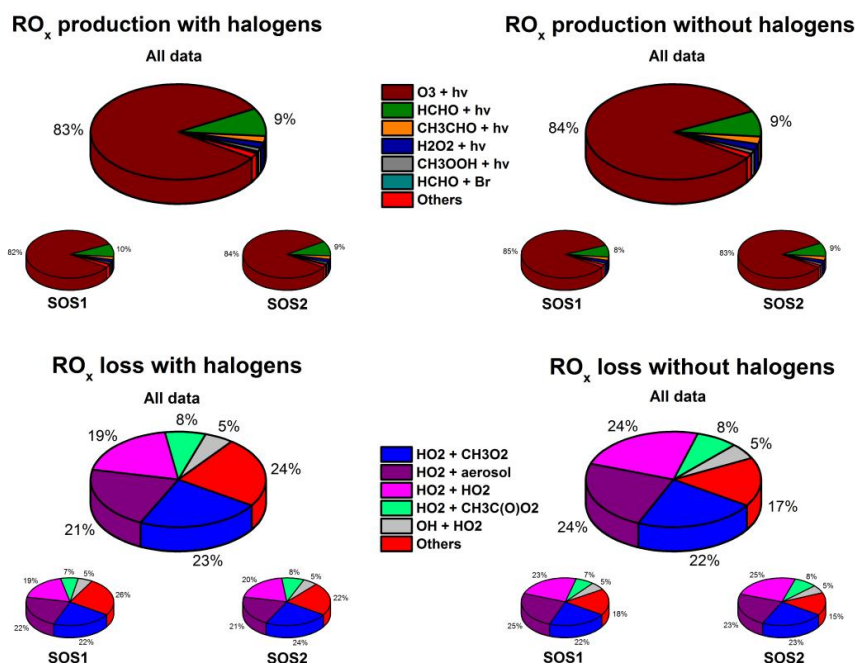 ROx production with halogens
All data
83%
9%
82%
10%
SOS1
84%
9%
SOS2
O3 + hv
HCHO + hv
CH3CHO + hv
H2O2 + hv
CH3OOH + hv
HCHO + Br
Others
ROx production without halogens
All data
84%
9%
85%
8%
SOS1
83%
9%
SOS2
ROx loss with halogens
All data
19%
8%
5%
24%
21%
23%
19%
7%
5%
26%
22%
22%
SOS1
20%
8%
5%
22%
21%
24%
SOS2
HO2 + CH3O2
HO2 + aerosol
HO2 + HO2
HO2 + CH3C(O)O2
OH + HO2
Others
ROx loss without halogens
All data
24%
8%
5%
17%
24%
22%
23%
7%
5%
18%
25%
22%
SOS1
25%
8%
5%
15%
23%
23%
SOS2